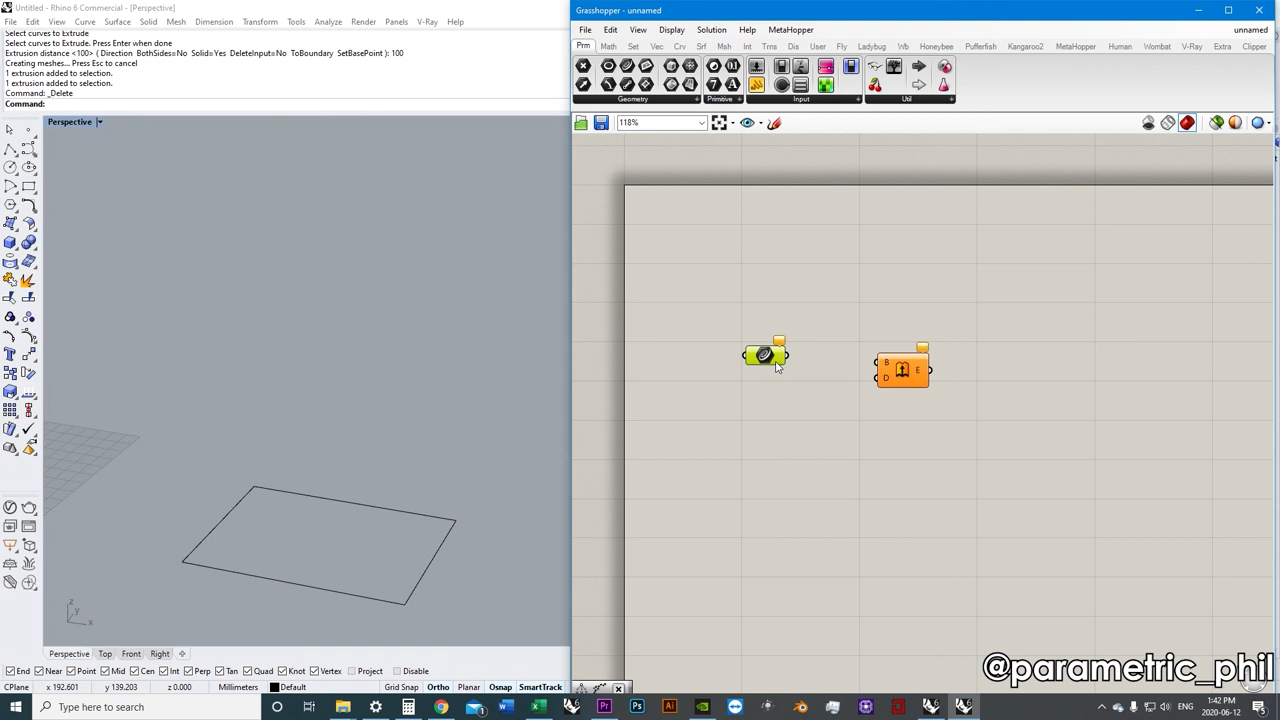 Untitled - Rhino 6 Commercial - [Perspective]
File Edit View Curve Surface Solid Mesh Dimension Transform Tools Analyze Render Panels V-Ray Help
Select curves to Extrude
Select curves to Extrude. Press Enter when done
Extrusion distance <100> ( Direction BothSides=No Solid=Yes DeleteInput=No ToBoundary SetBasePoint ): 100
Creating meshes... Press Esc to cancel
1 extrusion added to selection.
1 extrusion added to selection.
Command: _Delete
Command:
Perspective
z
y
x
Perspective Top Front Right
End Near Point Mid Cen Int Perp Tan Quad Knot Vertex Project Disable
CPlane x 192.601 y 139.203 z 0.000 Millimeters Default Grid Snap Ortho Planar Osnap SmartTrack
Grasshopper - unnamed
File Edit View Display Solution Help MetaHopper unnamed
Prm Math Set Vec Crv Srf Msh Int Trns Dis User Fly Ladybug Wb Honeybee Pufferfish Kangaroo2 MetaHopper Human Wombat V-Ray Extra Clipper
Geometry Primitive Input Util
118%
B
D
E
@parametric_phil
Type here to search
1:42 PM
2020-06-12